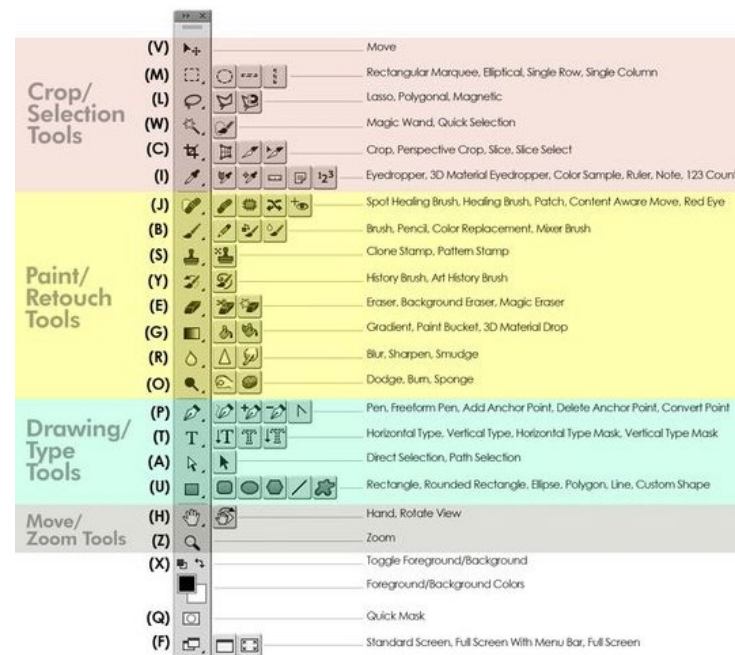 (V) Move
(M) Rectangular Marquee, Elliptical, Single Row, Single Column
Crop/
Selection
Tools
(L) Lasso, Polygonal, Magnetic
(W) Magic Wand, Quick Selection
(C) Crop, Perspective Crop, Slice, Slice Select
(I) 123 Eyedropper, 3D Material Eyedropper, Color Sample, Ruler, Note, 123 Count
(J) Spot Healing Brush, Healing Brush, Patch, Content Aware Move, Red Eye
(B) Brush, Pencil, Color Replacement, Mixer Brush
(S) Clone Stamp, Pattern Stamp
Paint/
Retouch
Tools
(Y) History Brush, Art History Brush
(E) Eraser, Background Eraser, Magic Eraser
(G) Gradient, Paint Bucket, 3D Material Drop
(R) Blur, Sharpen, Smudge
(O) Dodge, Burn, Sponge
(P) Pen, Freeform Pen, Add Anchor Point, Delete Anchor Point, Convert Point
Drawing/
Type
Tools
(T) T T T T Horizontal Type, Vertical Type, Horizontal Type Mask, Vertical Type Mask
(A) Direct Selection, Path Selection
(U) Rectangle, Rounded Rectangle, Ellipse, Polygon, Line, Custom Shape
Move/
Zoom Tools
(H) Hand, Rotate View
(Z) Zoom
(X) Toggle Foreground/Background
Foreground/Background Colors
(Q) Quick Mask
(F) Standard Screen, Full Screen With Menu Bar, Full Screen